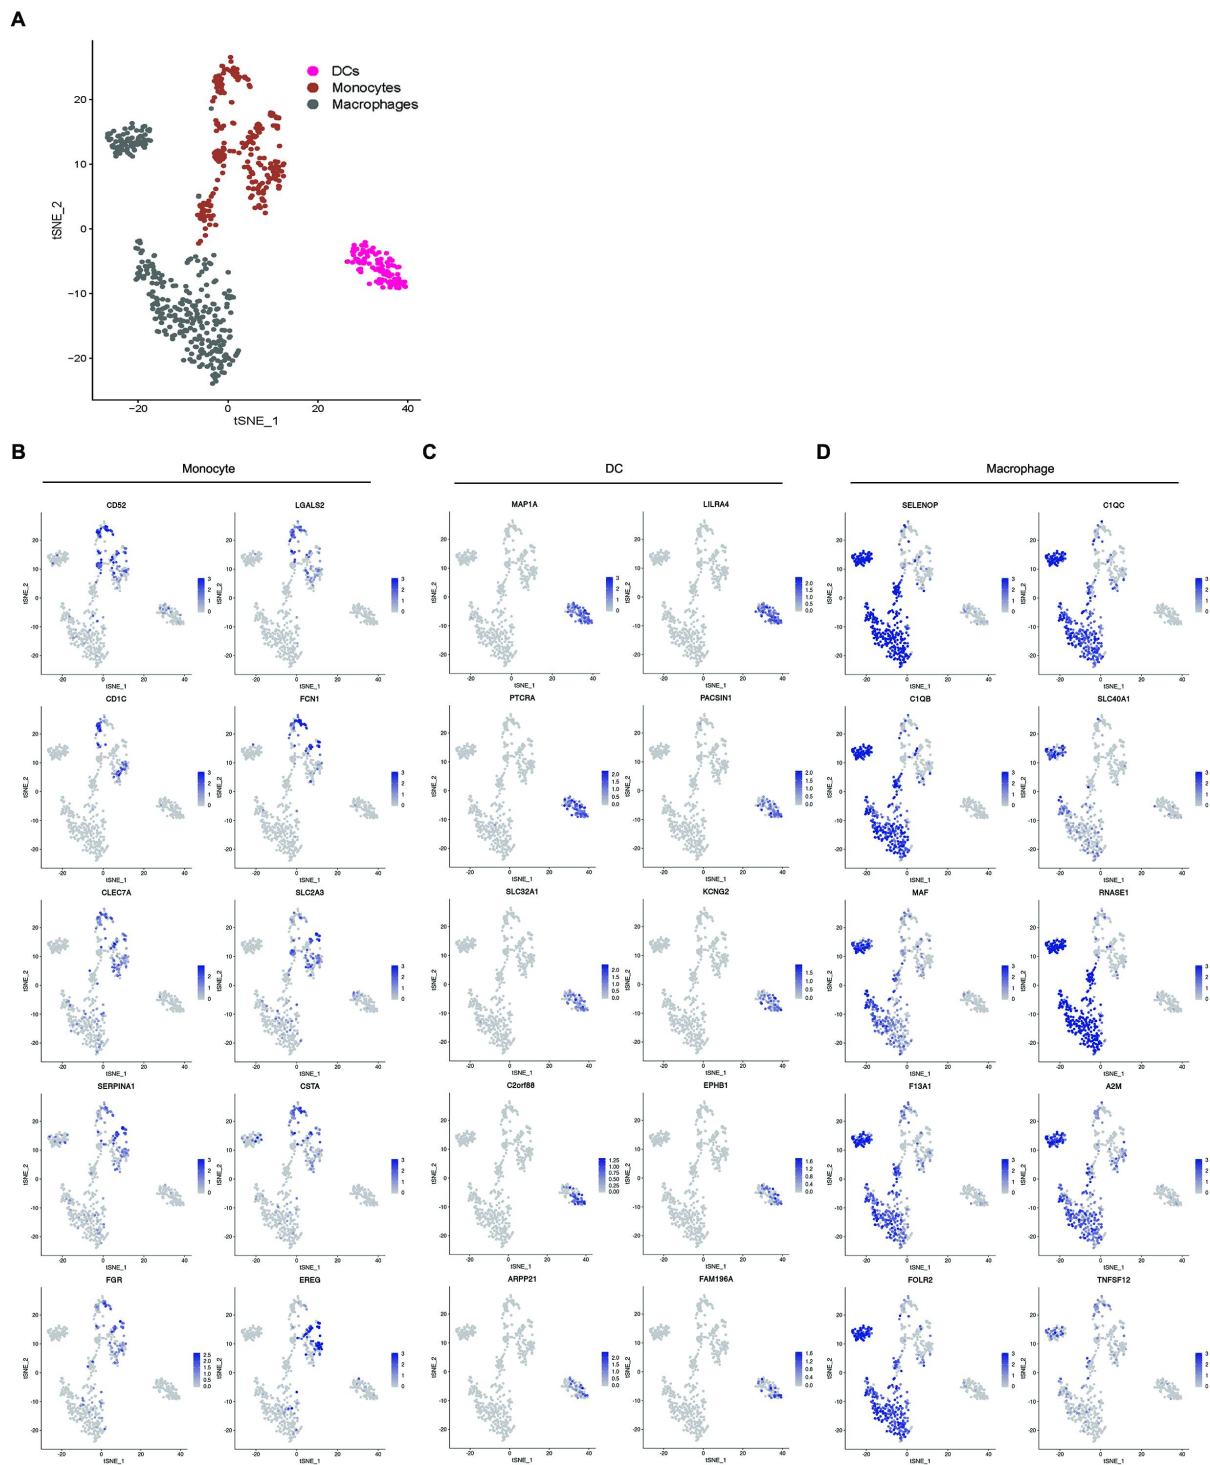 A
DCs
Monocytes
Macrophages
20
10
0
−10
−20
tSNE_2
−20 0 20 40
tSNE_1
B C D
Monocyte DC Macrophage
CD52 LGALS2 MAP1A LILRA4 SELENOP C1QC
CD1C FCN1 PTCRA PACSIN1 C1QB SLC40A1
CLEC7A SLC2A3 SLC32A1 KCNG2 MAF RNASE1
SERPINA1 CSTA C2orf88 EPHB1 F13A1 A2M
FGR EREG ARPP21 FAM196A FOLR2 TNFSF12